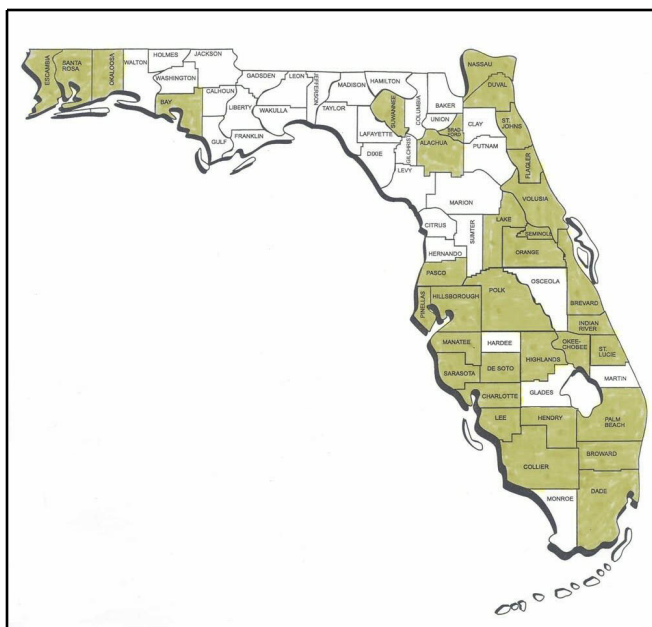 ESCAMBIA
SANTA
ROSA
OKALOOSA
WALTON
HOLMES
JACKSON
WASHINGTON
BAY
CALHOUN
GULF
LIBERTY
GADSDEN
FRANKLIN
LEON
WAKULLA
JEFFERSON
MADISON
TAYLOR
HAMILTON
SUWANNEE
LAFAYETTE
DIXIE
COLUMBIA
GILCHRIS
LEVY
BAKER
UNION
BRAD-
FORD
ALACHUA
NASSAU
DUVAL
CLAY
ST.
JOHNS
PUTNAM
FLAGLER
MARION
VOLUSIA
CITRUS
SUMTER
LAKE
SEMINOLE
HERNANDO
ORANGE
PASCO
OSCEOLA
BREVARD
PINELLAS
HILLSBOROUGH
POLK
INDIAN
RIVER
MANATEE
HARDEE
HIGHLANDS
OKEE-
CHOBEE
ST.
LUCIE
SARASOTA
DE SOTO
MARTIN
CHARLOTTE
GLADES
LEE
HENDRY
PALM
BEACH
COLLIER
BROWARD
MONROE
DADE